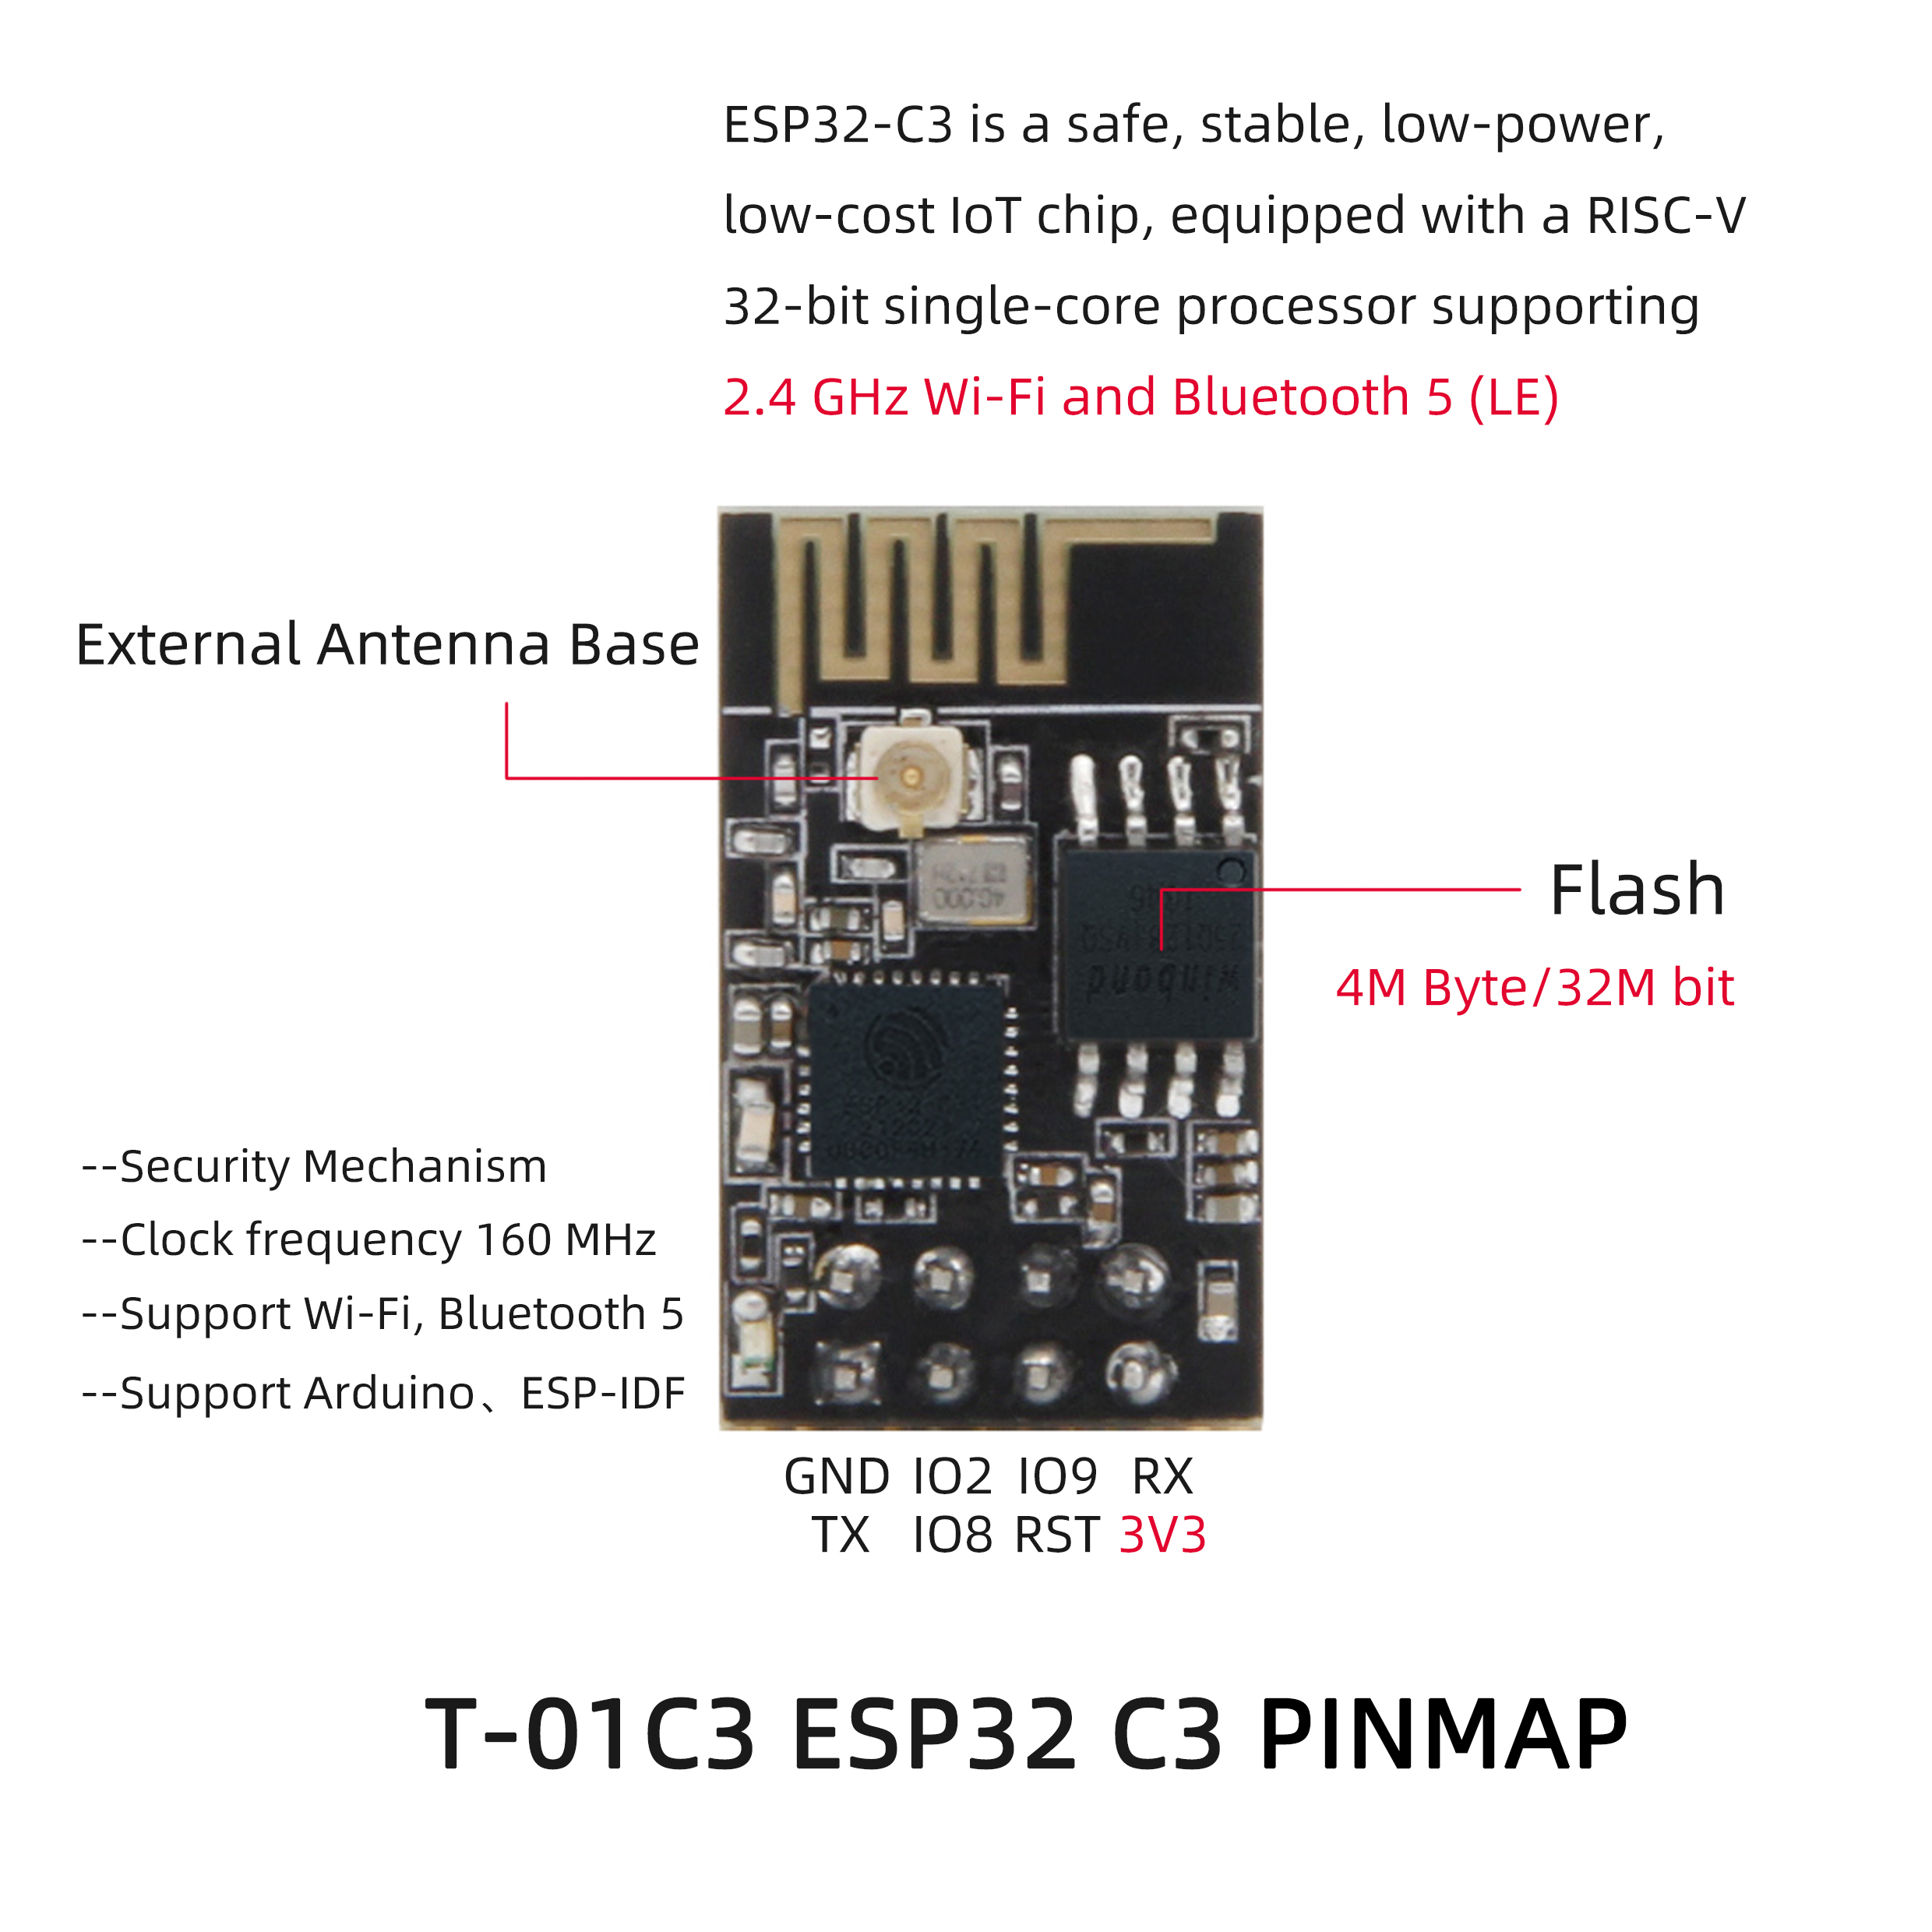 ESP32-C3 is a safe, stable, low-power,
low-cost IoT chip, equipped with a RISC-V
32-bit single-core processor supporting
2.4 GHz Wi-Fi and Bluetooth 5 (LE)
External Antenna Base
40.000
Flash
4M Byte/32M bit
winbond
--Security Mechanism
--Clock frequency 160 MHz
--Support Wi-Fi, Bluetooth 5
--Support Arduino、ESP-IDF
GND IO2 IO9 RX
TX IO8 RST 3V3
T-01C3 ESP32 C3 PINMAP